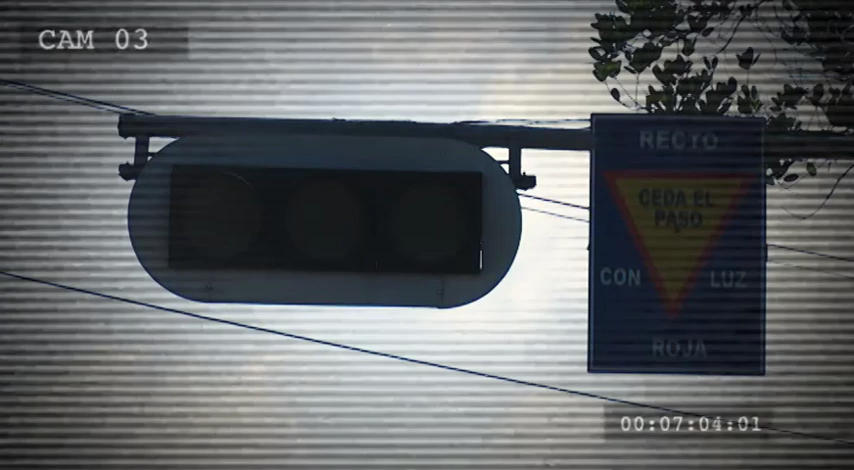 CAM 03
RECTO
CEDA EL
PASO
CON LUZ
ROJA
00:07:04:01